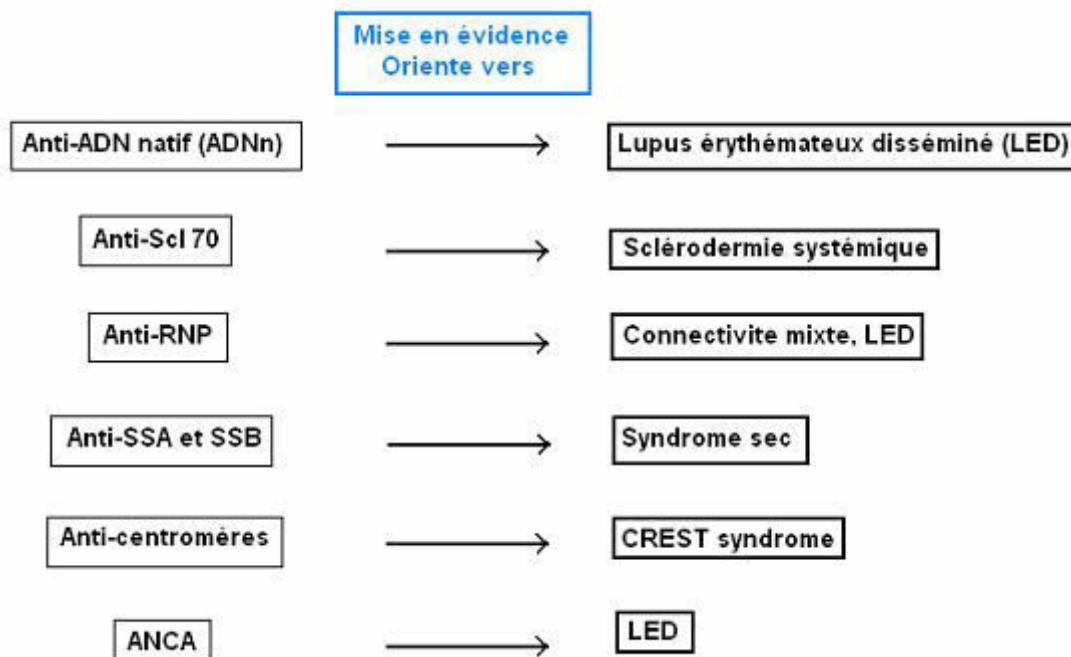 Mise en évidence
Oriente vers
Anti-ADN natif (ADNn)
Lupus érythémateux disséminé (LED)
Anti-Scl 70
Sclérodermie systémique
Anti-RNP
Connectivite mixte, LED
Anti-SSA et SSB
Syndrome sec
Anti-centromères
CREST syndrome
ANCA
LED